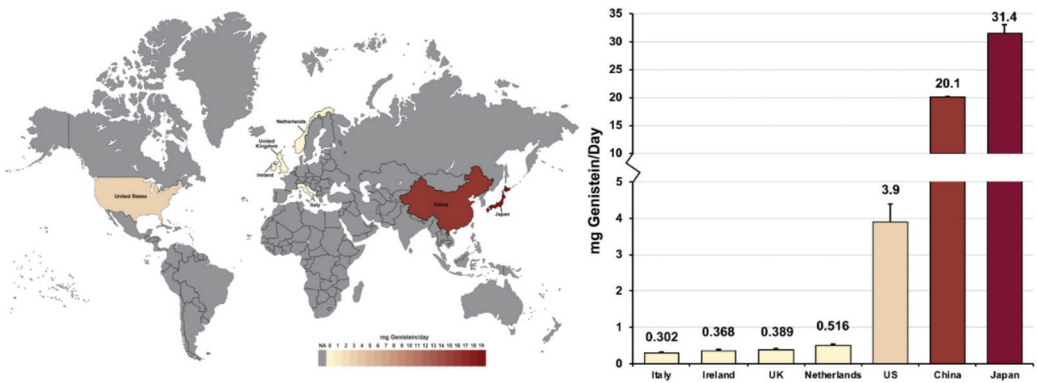 Netherlands
United
Kingdom
Ireland
Italy
United States
China
Japan
mg Genistein/day
NA 0 1 2 3 4 5 6 7 8 9 10 11 12 13 14 15 16 17 18 19
mg Genistein/Day
35
30
25
20
15
10
5
4
3
2
1
0
0.302
0.368
0.389
0.516
3.9
20.1
31.4
Italy Ireland UK Netherlands US China Japan